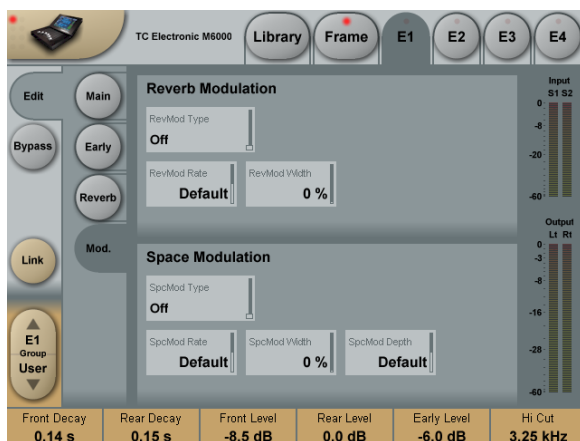 TC Electronic M6000
Library
Frame
E1
E2
E3
E4
Edit
Bypass
Link
E1
Group
User
Main
Early
Reverb
Mod.
Reverb Modulation
RevMod Type
Off
RevMod Rate
Default
RevMod Width
0 %
Space Modulation
SpcMod Type
Off
SpcMod Rate
Default
SpcMod Width
0 %
SpcMod Depth
Default
Input
S1 S2
0
-8
-20
-60
Output
Lt Rt
0
-3
-8
-16
-28
-60
Front Decay
0.14 s
Rear Decay
0.15 s
Front Level
-8.5 dB
Rear Level
0.0 dB
Early Level
-6.0 dB
Hi Cut
3.25 kHz